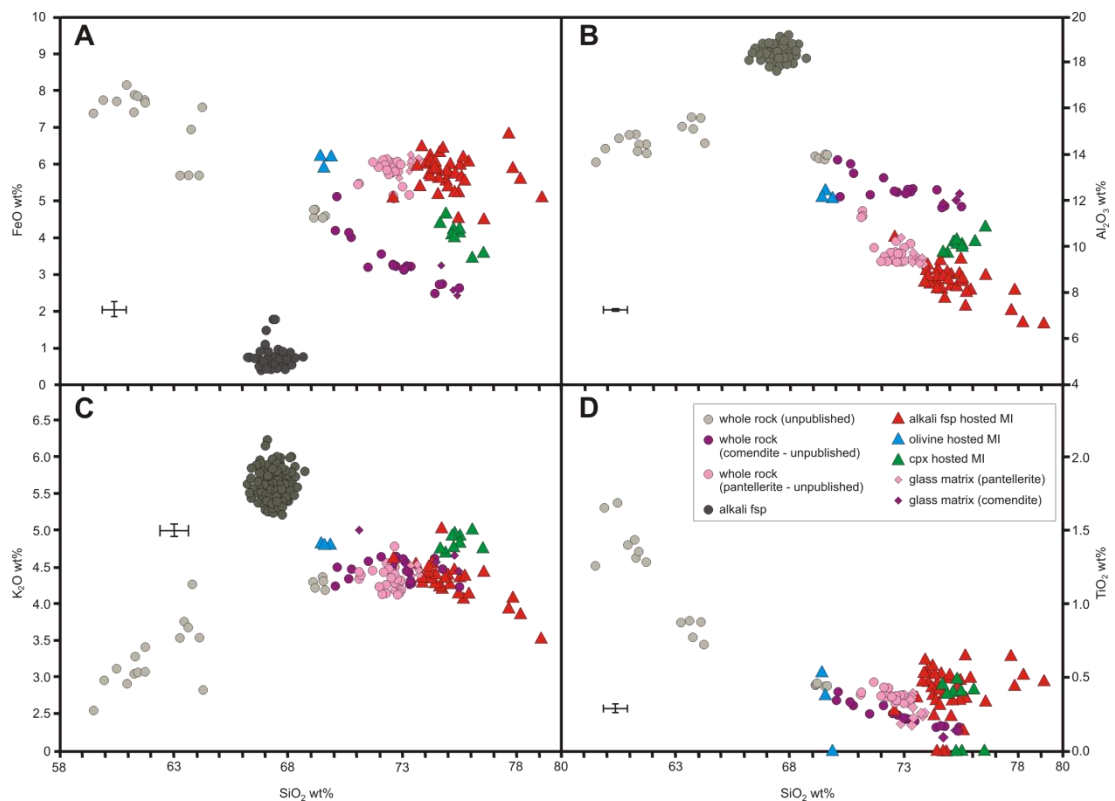 A
B
10
9
8
7
6
5
4
3
2
1
0
FeO wt%
20
18
16
14
12
10
8
6
4
Al₂O₃ wt%
C
D
6.5
6.0
5.5
5.0
4.5
4.0
3.5
3.0
2.5
0
K₂O wt%
whole rock (unpublished)
whole rock
(comendite - unpublished)
whole rock
(pantellerite - unpublished)
alkali fsp
alkali fsp hosted MI
olivine hosted MI
cpx hosted MI
glass matrix (pantellerite)
glass matrix (comendite)
2.0
1.5
1.0
0.5
0.0
TiO₂ wt%
58 63 68 73 78 80 63 68 73 78 80
SiO₂ wt% SiO₂ wt%